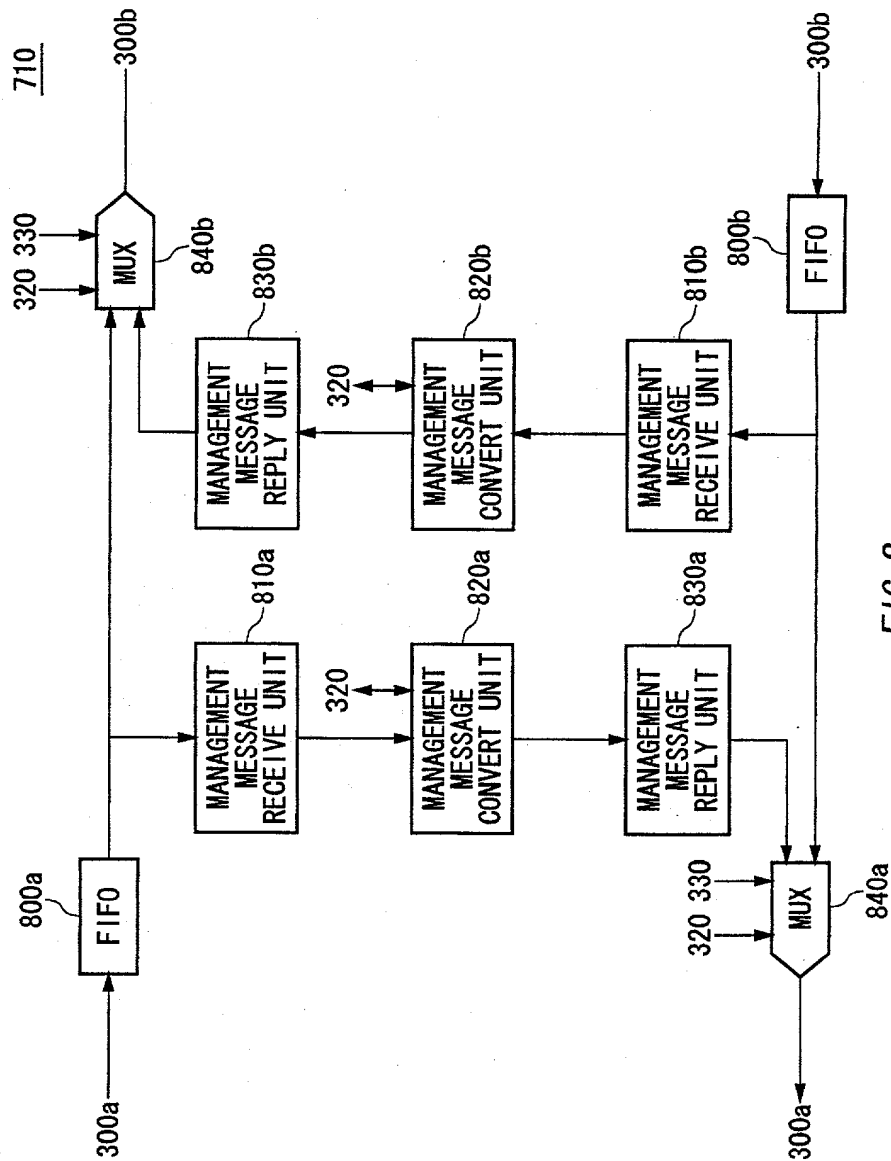 710
800a
FIFO
300a
320
330
MUX
300b
840b
MANAGEMENT
MESSAGE
RECEIVE UNIT
810a
MANAGEMENT
MESSAGE
REPLY UNIT
830b
320
MANAGEMENT
MESSAGE
CONVERT UNIT
820a
320
MANAGEMENT
MESSAGE
CONVERT UNIT
820b
MANAGEMENT
MESSAGE
REPLY UNIT
830a
MANAGEMENT
MESSAGE
RECEIVE UNIT
810b
320
330
MUX
300a
840a
800b
FIFO
300b
FIG.